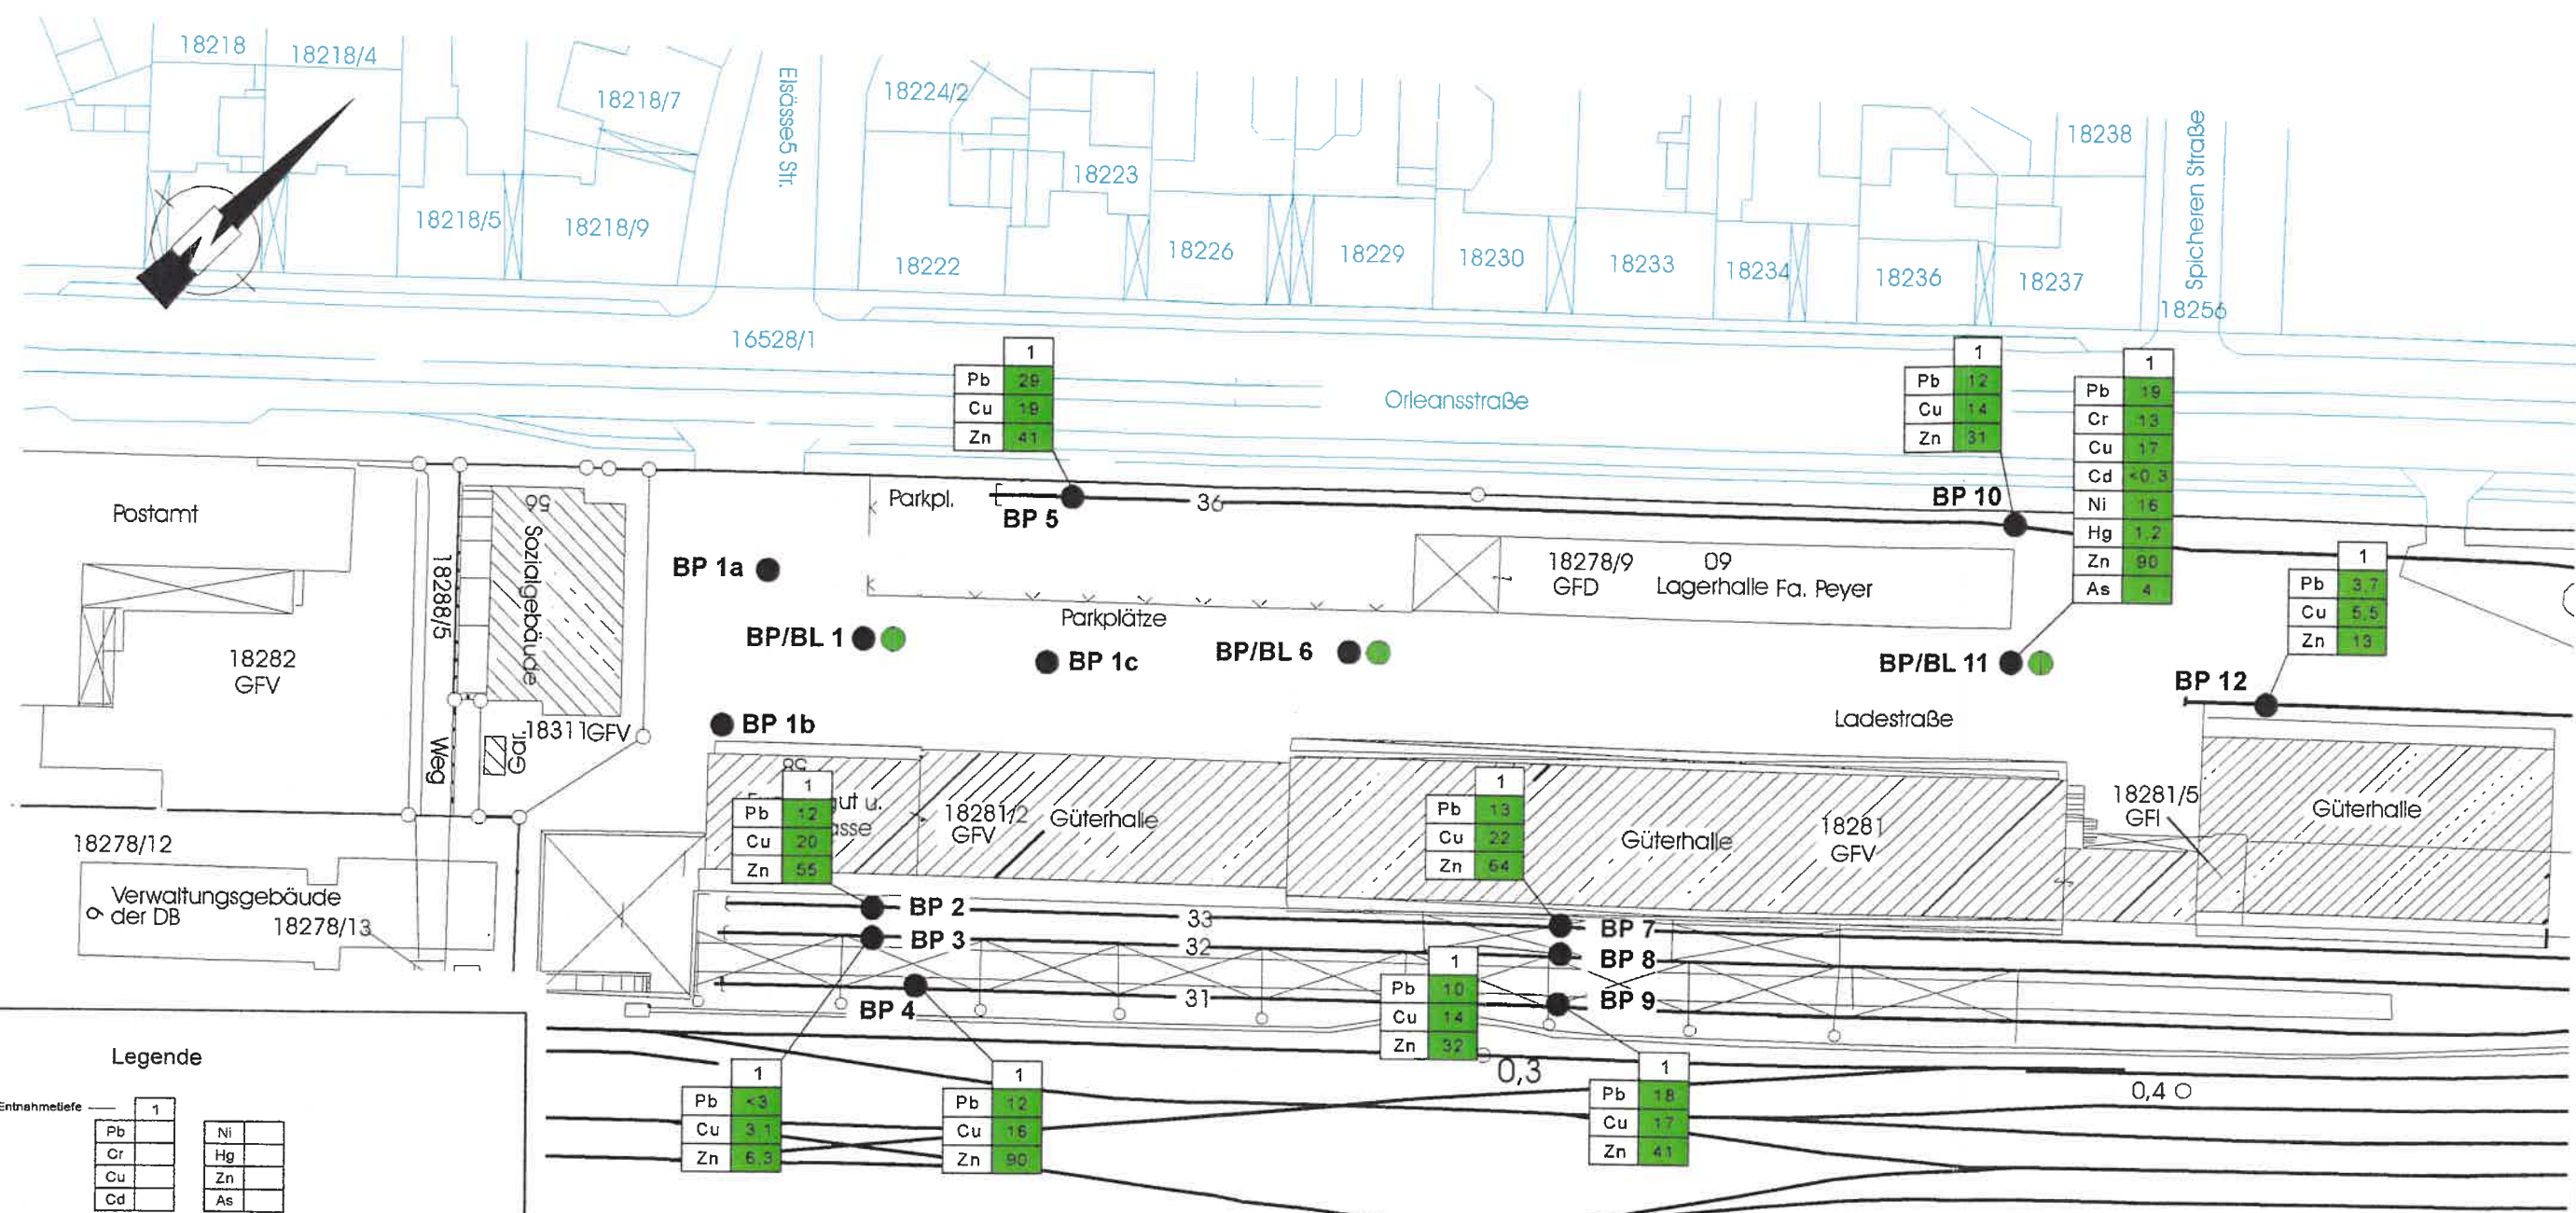 18218
18218/4
18218/7
Elsässe5 Str.
18224/2
18238
Spicheren Straße
18223
18218/5
18218/9
18222
18226
18229
18230
18233
18234
18236
18237
18256
16528/1
Orleansstraße
1
Pb 29
Cu 19
Zn 41
1
Pb 12
Cu 14
Zn 31
1
Pb 19
Cr 13
Cu 17
Cd <0,3
Ni 16
Hg 1,2
Zn 90
As 4
1
Pb 3,7
Cu 5,5
Zn 13
Postamt
56
Sozialgebäude
18288/5
Weg
Parkpl.
BP 5
36
BP 10
BP 1a
18278/9
GFD
09
Lagerhalle Fa. Peyer
Parkplätze
BP/BL 1
BP 1c
BP/BL 6
BP/BL 11
BP 12
18282
GFV
18311GFV
Gar.
BP 1b
Ladestraße
1
Pb 12
Cu 20
Zn 55
gut u.
asse
18281/2
GFV
Güterhalle
1
Pb 13
Cu 22
Zn 64
Güterhalle
18281
GFV
18281/5
GFI
Güterhalle
18278/12
Verwaltungsgebäude
der DB
9
18278/13
BP 2
33
BP 7
BP 3
32
BP 8
BP 4
31
BP 9
1
Pb 10
Cu 14
Zn 32
0,3
0,4
1
Pb <3
Cu 3,1
Zn 6,3
1
Pb 12
Cu 16
Zn 90
1
Pb 18
Cu 17
Zn 41
Legende
Entnahmetiefe 1
Pb Ni
Cr Hg
Cu Zn
Cd As